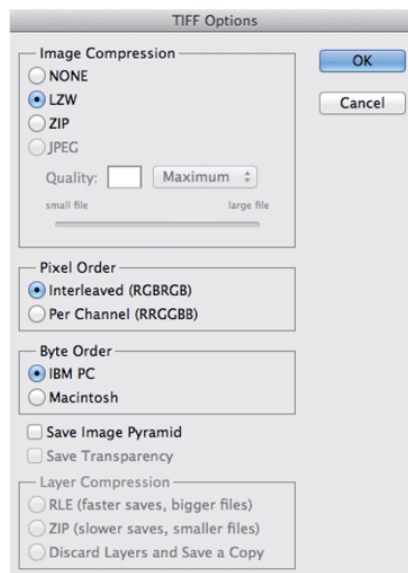 TIFF Options
Image Compression
NONE
LZW
ZIP
JPEG
Quality: Maximum
small file large file
OK
Cancel
Pixel Order
Interleaved (RGBRGB)
Per Channel (RRGGBB)
Byte Order
IBM PC
Macintosh
Save Image Pyramid
Save Transparency
Layer Compression
RLE (faster saves, bigger files)
ZIP (slower saves, smaller files)
Discard Layers and Save a Copy